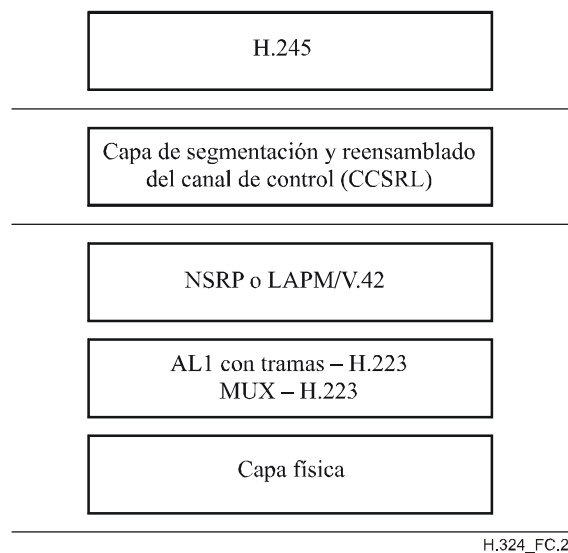 H.245
Capa de segmentación y reensamblado
del canal de control (CCSRL)
NSRP o LAPM/V.42
AL1 con tramas – H.223
MUX – H.223
Capa física
H.324_FC.2